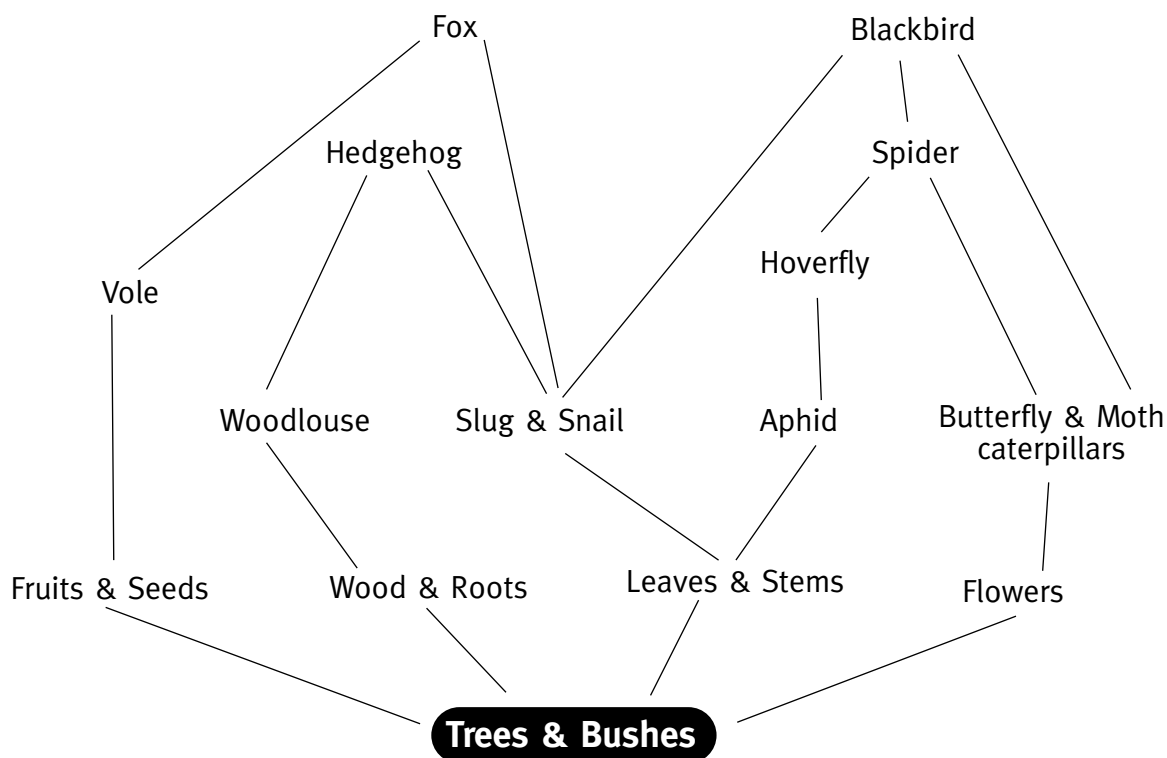 Fox
Blackbird
Hedgehog
Spider
Hoverfly
Vole
Woodlouse
Slug & Snail
Aphid
Butterfly & Moth
caterpillars
Fruits & Seeds
Wood & Roots
Leaves & Stems
Flowers
Trees & Bushes